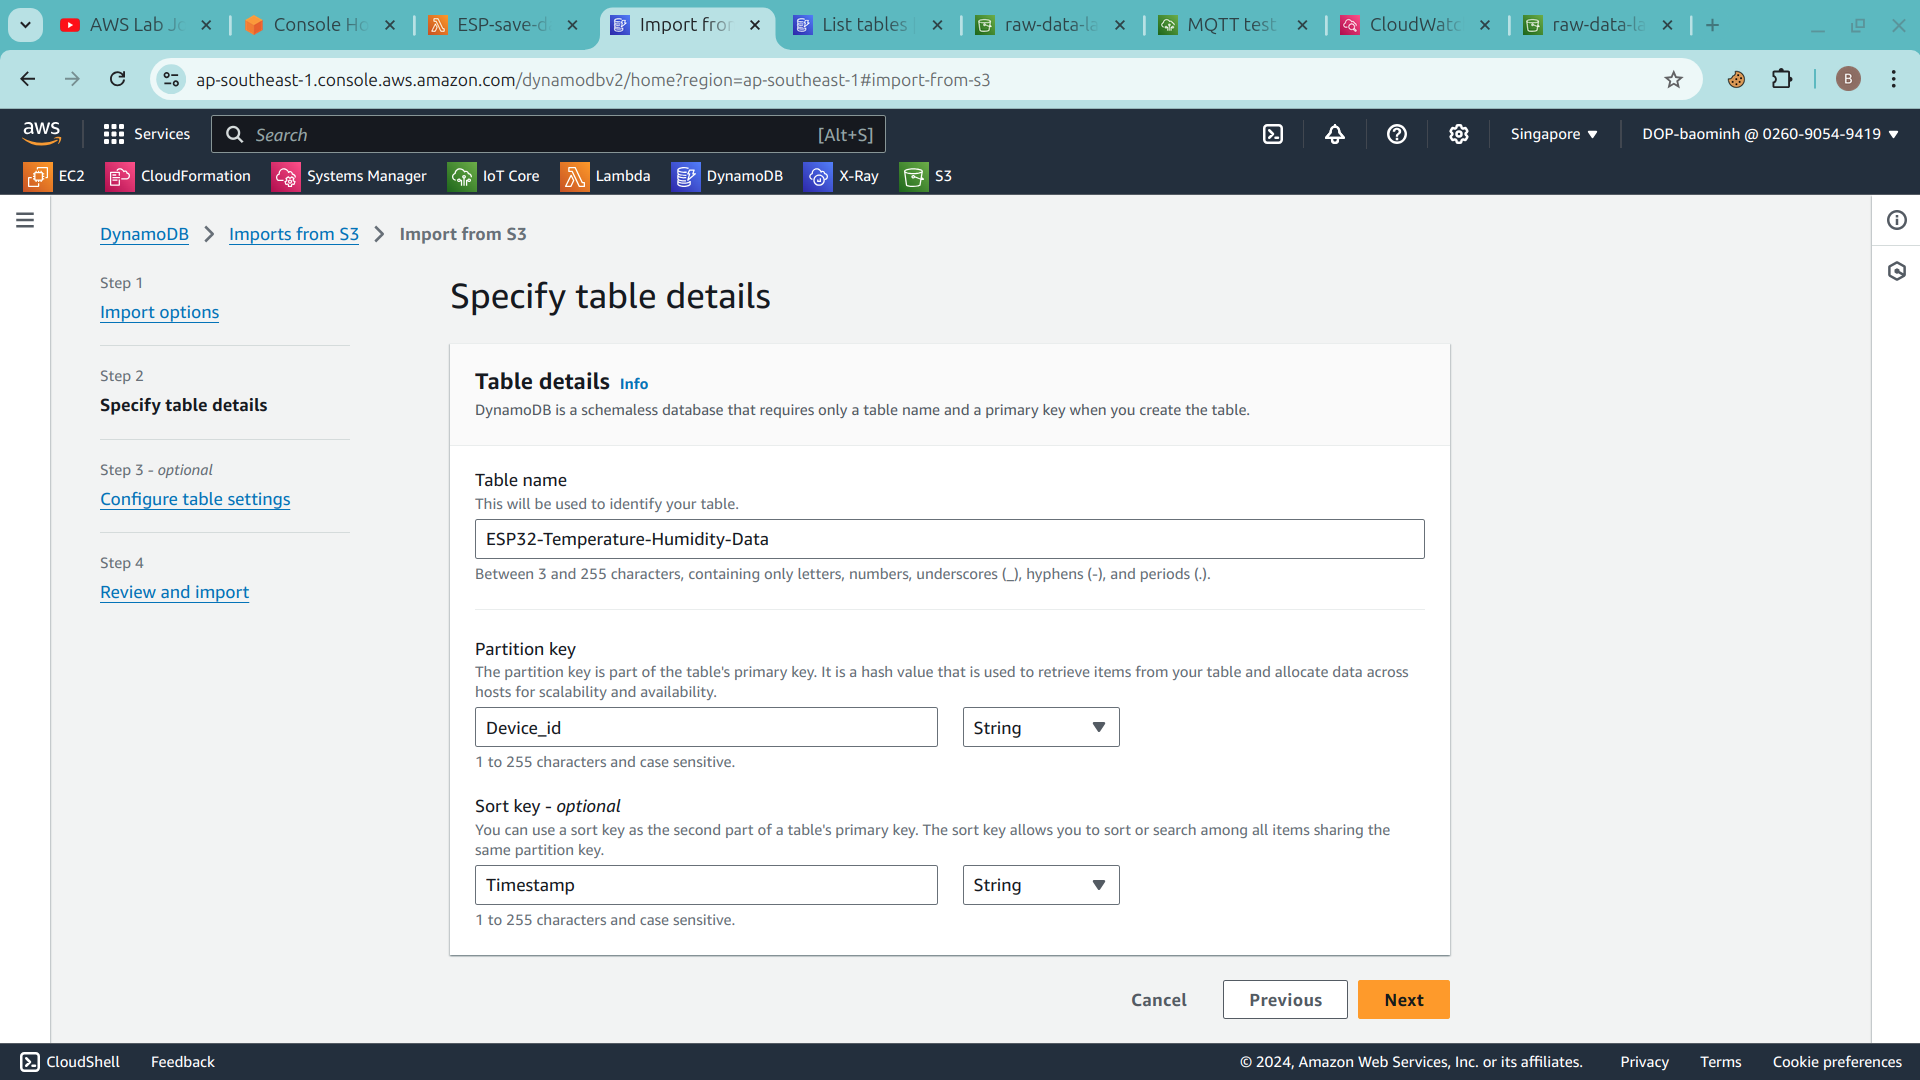 AWS Lab Jo
Console Ho
ESP-save-d
Import from
List tables
raw-data-la
MQTT test
CloudWatc
raw-data-la
ap-southeast-1.console.aws.amazon.com/dynamodbv2/home?region=ap-southeast-1#import-from-s3
B
aws
Services
Search
[Alt+S]
Singapore
DOP-baominh @ 0260-9054-9419
EC2
CloudFormation
Systems Manager
IoT Core
Lambda
DynamoDB
X-Ray
S3
DynamoDB
Imports from S3
Import from S3
Step 1
Import options
Step 2
Specify table details
Step 3 - optional
Configure table settings
Step 4
Review and import
Specify table details
Table details Info
DynamoDB is a schemaless database that requires only a table name and a primary key when you create the table.
Table name
This will be used to identify your table.
ESP32-Temperature-Humidity-Data
Between 3 and 255 characters, containing only letters, numbers, underscores (_), hyphens (-), and periods (.).
Partition key
The partition key is part of the table's primary key. It is a hash value that is used to retrieve items from your table and allocate data across
hosts for scalability and availability.
Device_id
String
1 to 255 characters and case sensitive.
Sort key - optional
You can use a sort key as the second part of a table's primary key. The sort key allows you to sort or search among all items sharing the
same partition key.
Timestamp
String
1 to 255 characters and case sensitive.
Cancel
Previous
Next
CloudShell
Feedback
© 2024, Amazon Web Services, Inc. or its affiliates.
Privacy
Terms
Cookie preferences